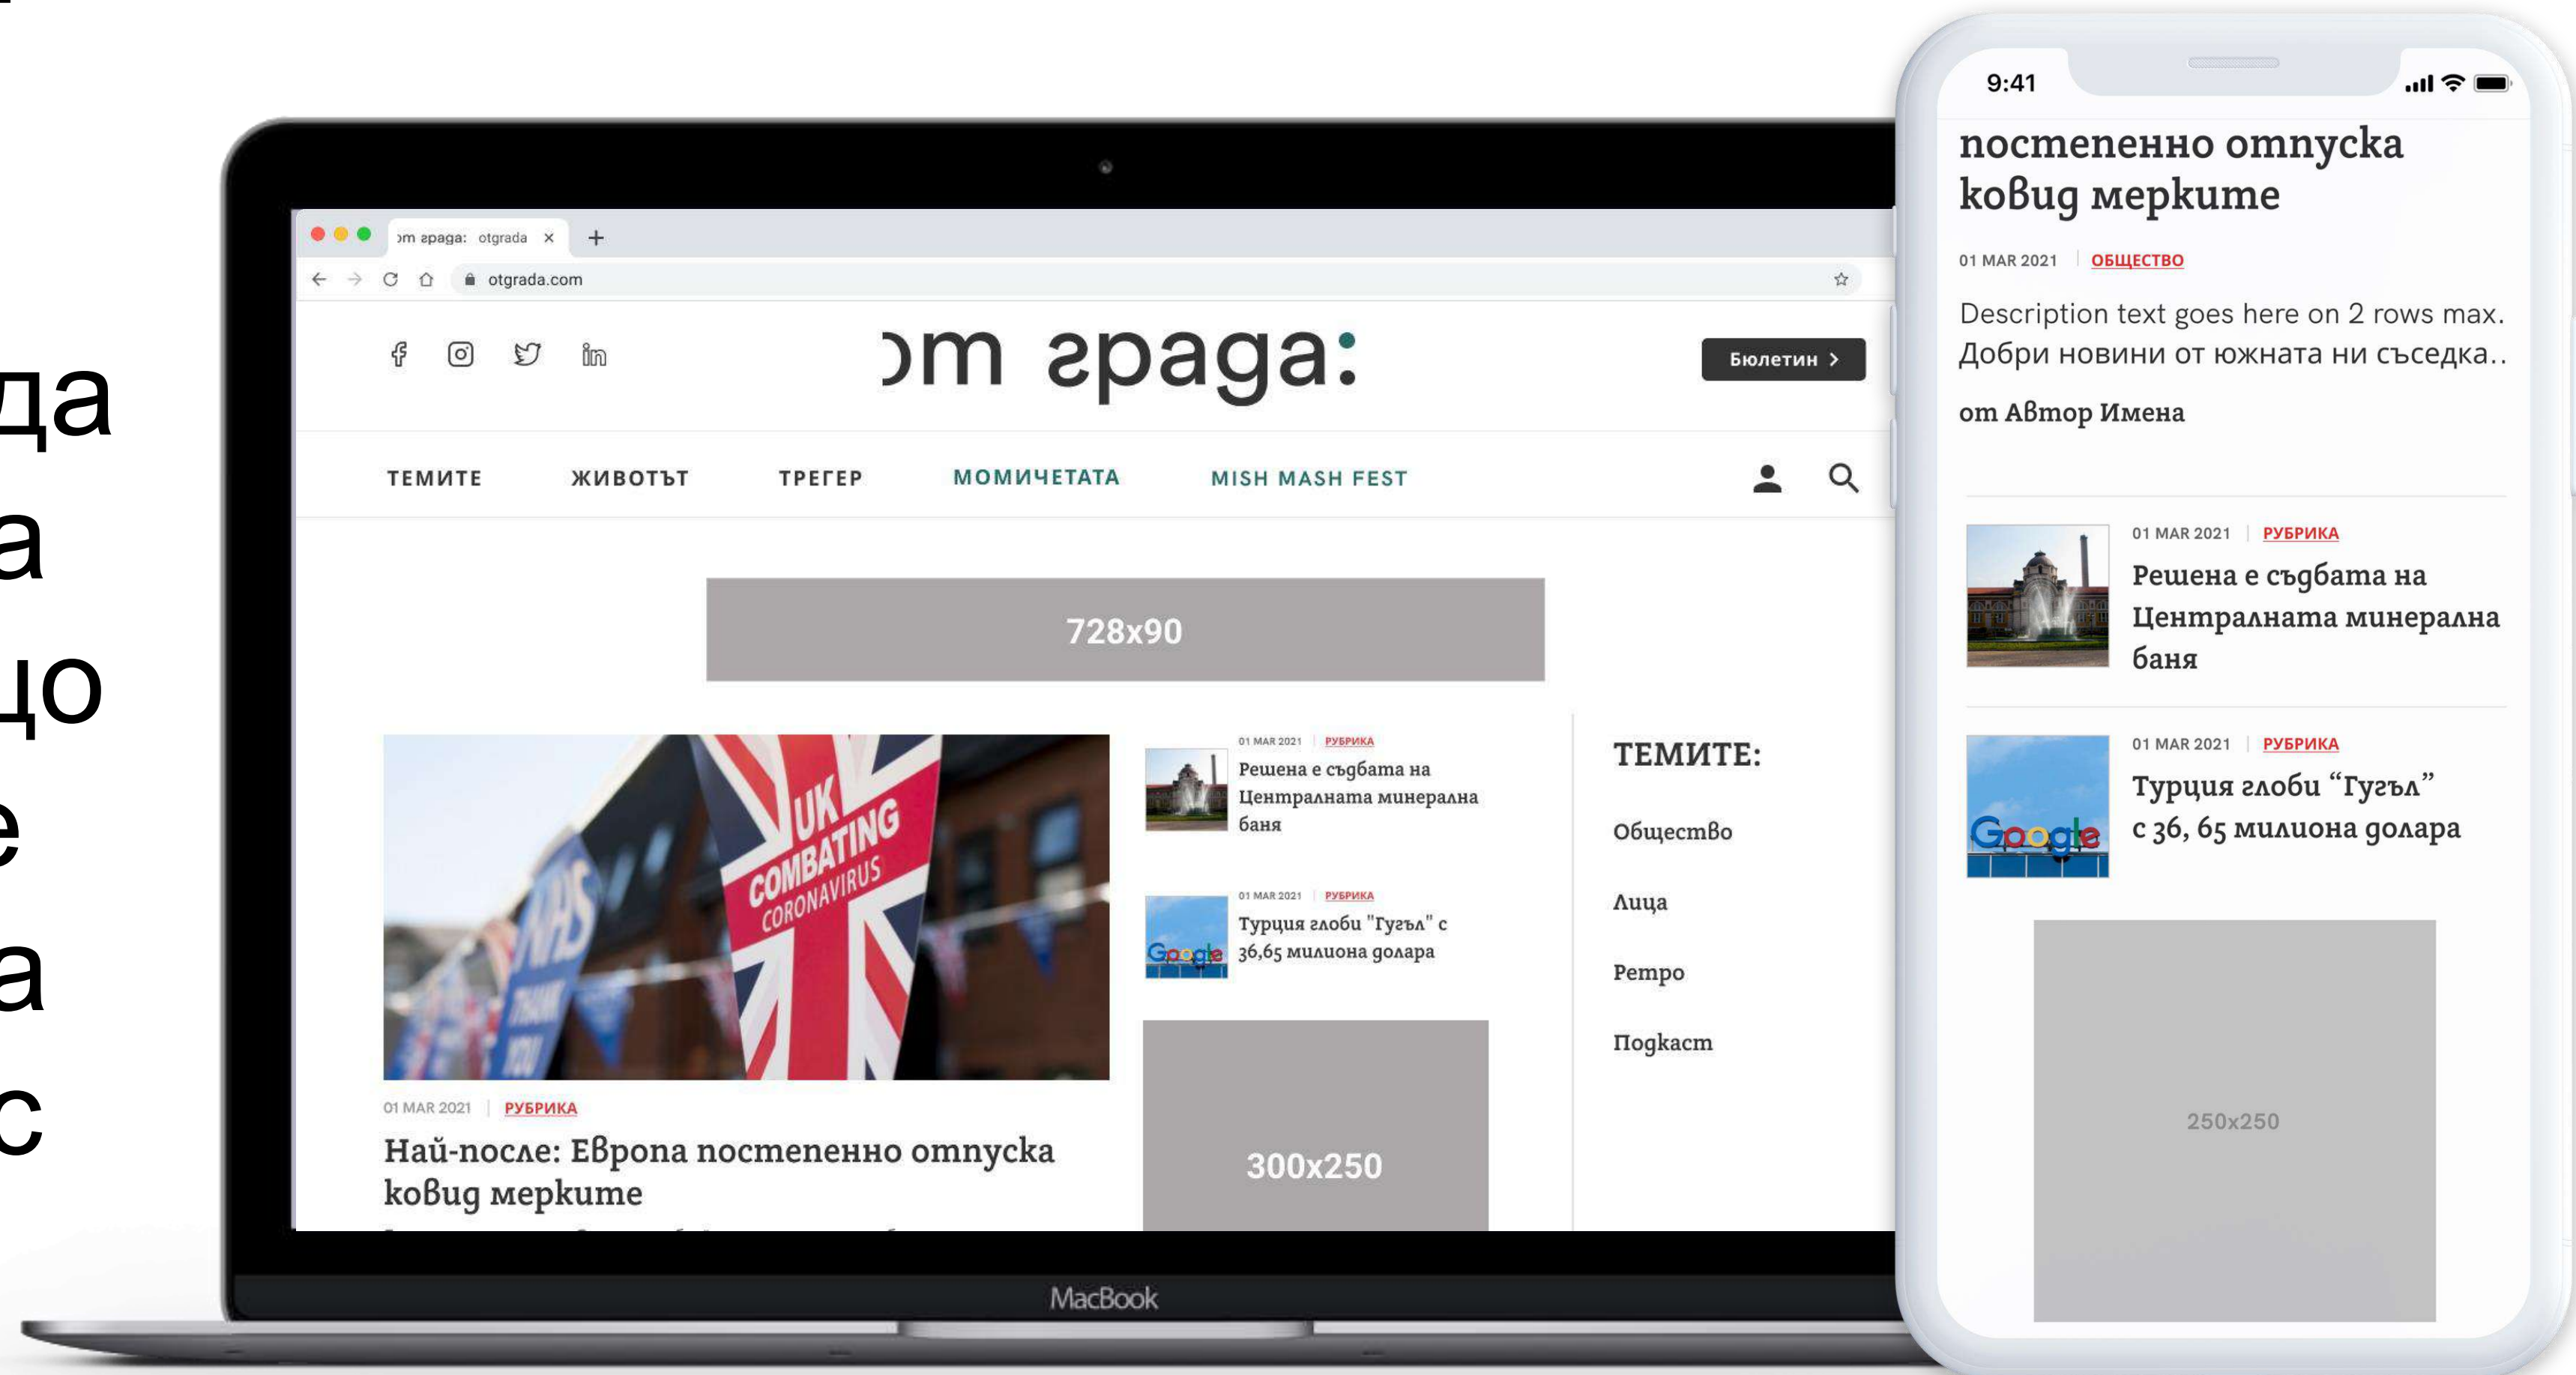 да
а
що
е
а
с
от града: otgrada
otgrada.com
от града:
Бюлетин >
ТЕМИТЕ ЖИВОТЪТ ТРЕГЕР МОМИЧЕТАТА MISH MASH FEST
728x90
UK
COMBATING
CORONAVIRUS
NHS
THANK
YOU
01 MAR 2021 | РУБРИКА
Най-после: Европа постепенно отпуска
ковид мерките
01 MAR 2021 | РУБРИКА
Решена е съдбата на
Централната минерална
баня
01 MAR 2021 | РУБРИКА
Google
Турция глоби "Гугъл" с
36,65 милиона долара
300x250
ТЕМИТЕ:
Общество
Лица
Ретро
Подкаст
MacBook
9:41
постепенно отпуска
ковид мерките
01 MAR 2021 | ОБЩЕСТВО
Description text goes here on 2 rows max.
Добри новини от южната ни съседка..
от Автор Имена
01 MAR 2021 | РУБРИКА
Решена е съдбата на
Централната минерална
баня
01 MAR 2021 | РУБРИКА
Google
Турция глоби “Гугъл”
с 36, 65 милиона долара
250x250